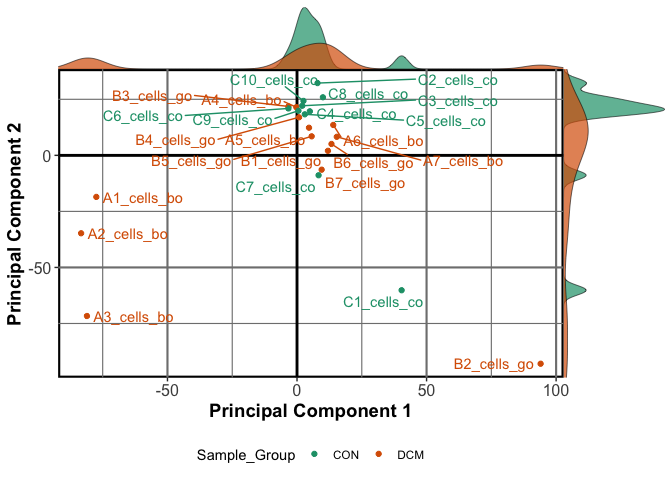 C10_cells_co
C2_cells_co
B3_cells_go
A4_cells_bo
C8_cells_co
C3_cells_co
C6_cells_co
C9_cells_co
C4_cells_co
C5_cells_co
B4_cells_go
A5_cells_bo
A6_cells_bo
B5_cells_go
B1_cells_go
B6_cells_go
A7_cells_bo
C7_cells_co
B7_cells_go
A1_cells_bo
A2_cells_bo
A3_cells_bo
C1_cells_co
B2_cells_go
0
-50
Principal Component 2
-50
0
50
100
Principal Component 1
Sample_Group
CON
DCM